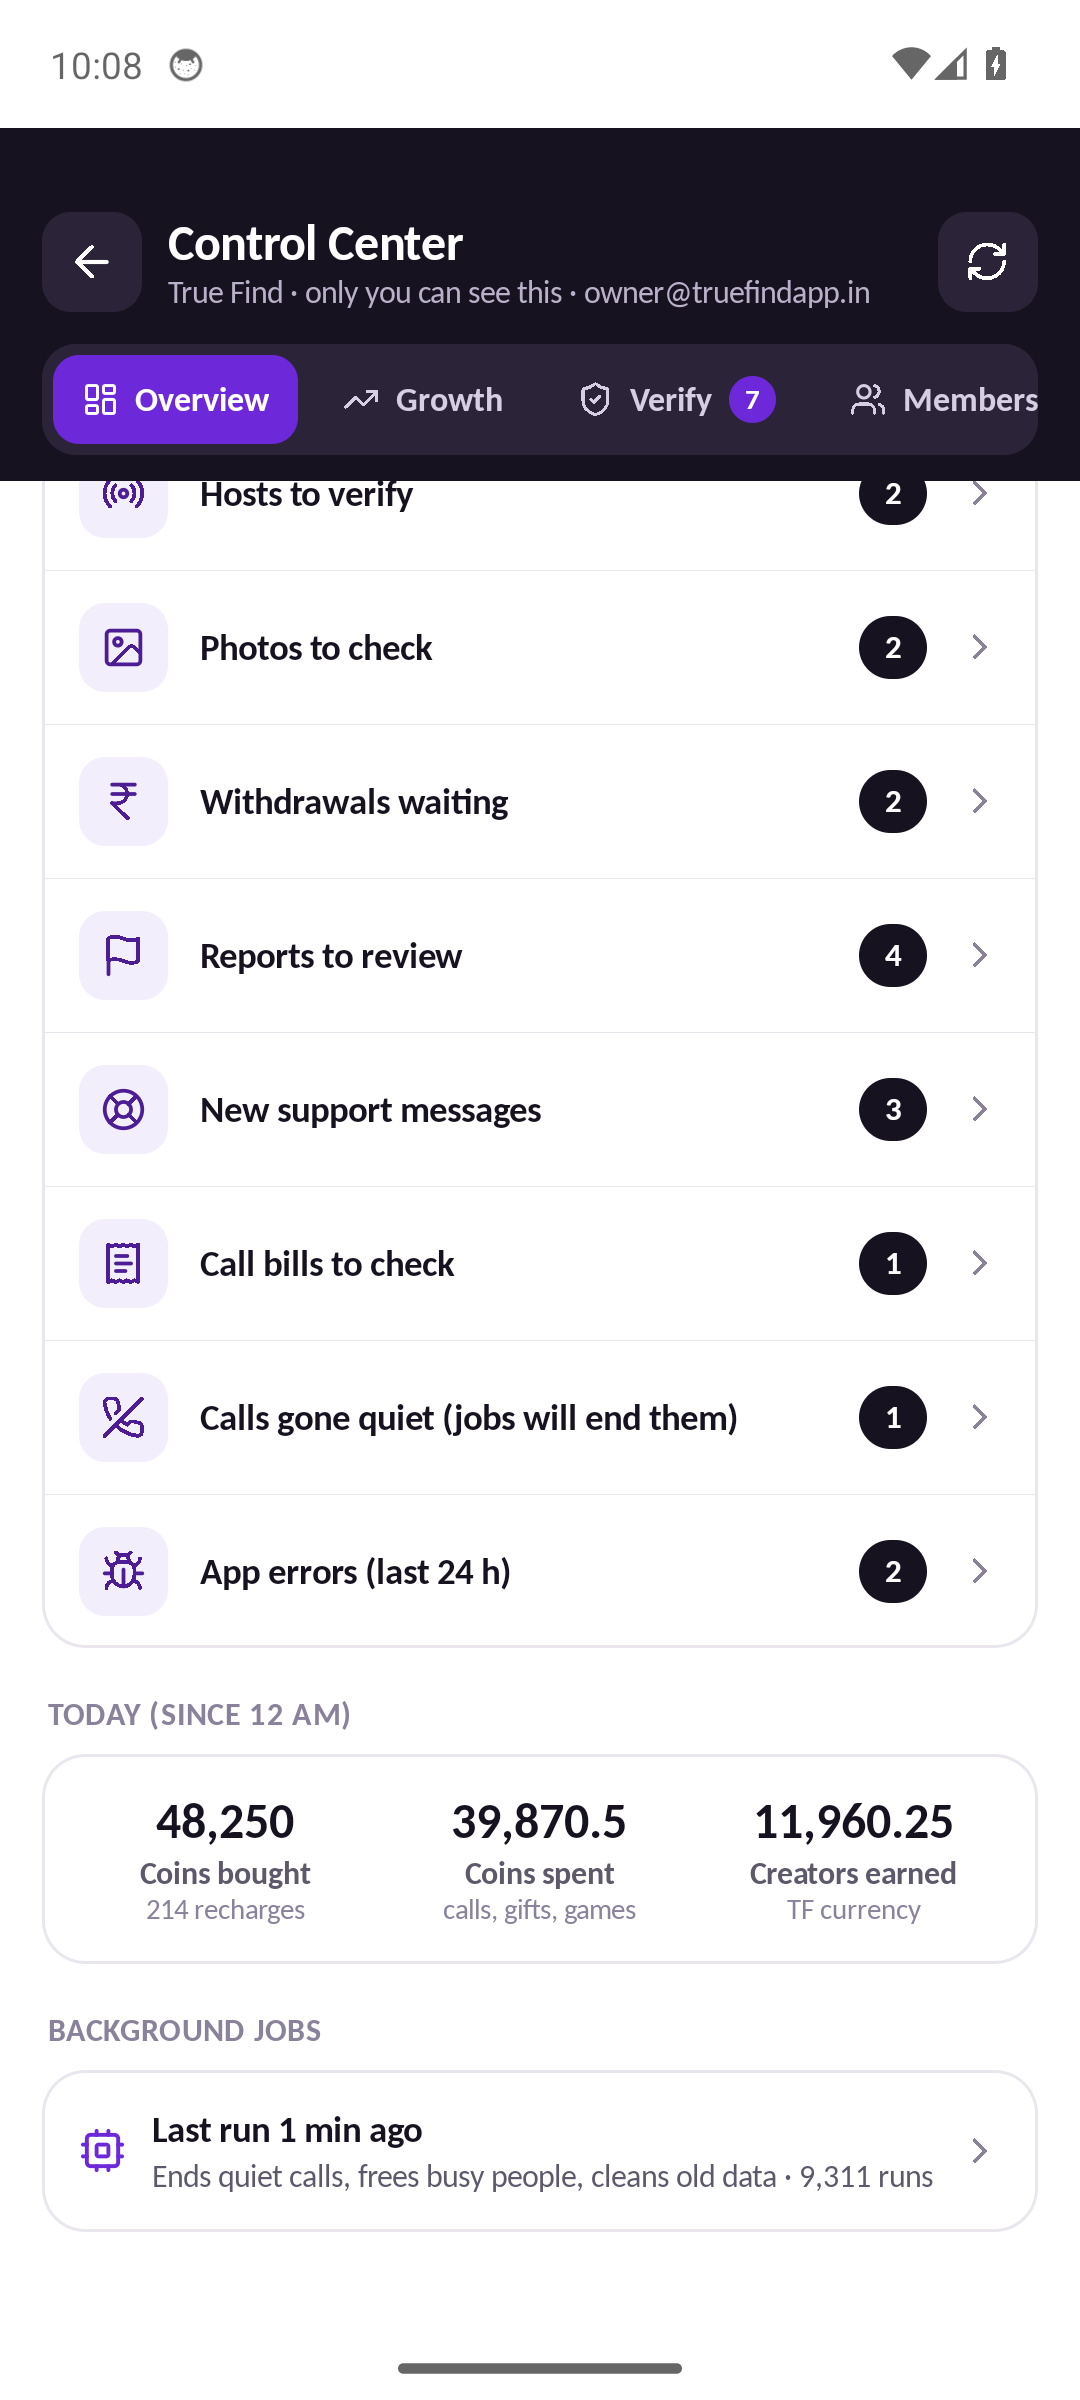 10:08
Control Center
True Find · only you can see this · owner@truefindapp.in
Overview
Growth
Verify 7
Members
Hosts to verify 2
Photos to check 2
Withdrawals waiting 2
Reports to review 4
New support messages 3
Call bills to check 1
Calls gone quiet (jobs will end them) 1
App errors (last 24 h) 2
TODAY (SINCE 12 AM)
48,250 39,870.5 11,960.25
Coins bought Coins spent Creators earned
214 recharges calls, gifts, games TF currency
BACKGROUND JOBS
Last run 1 min ago
Ends quiet calls, frees busy people, cleans old data · 9,311 runs